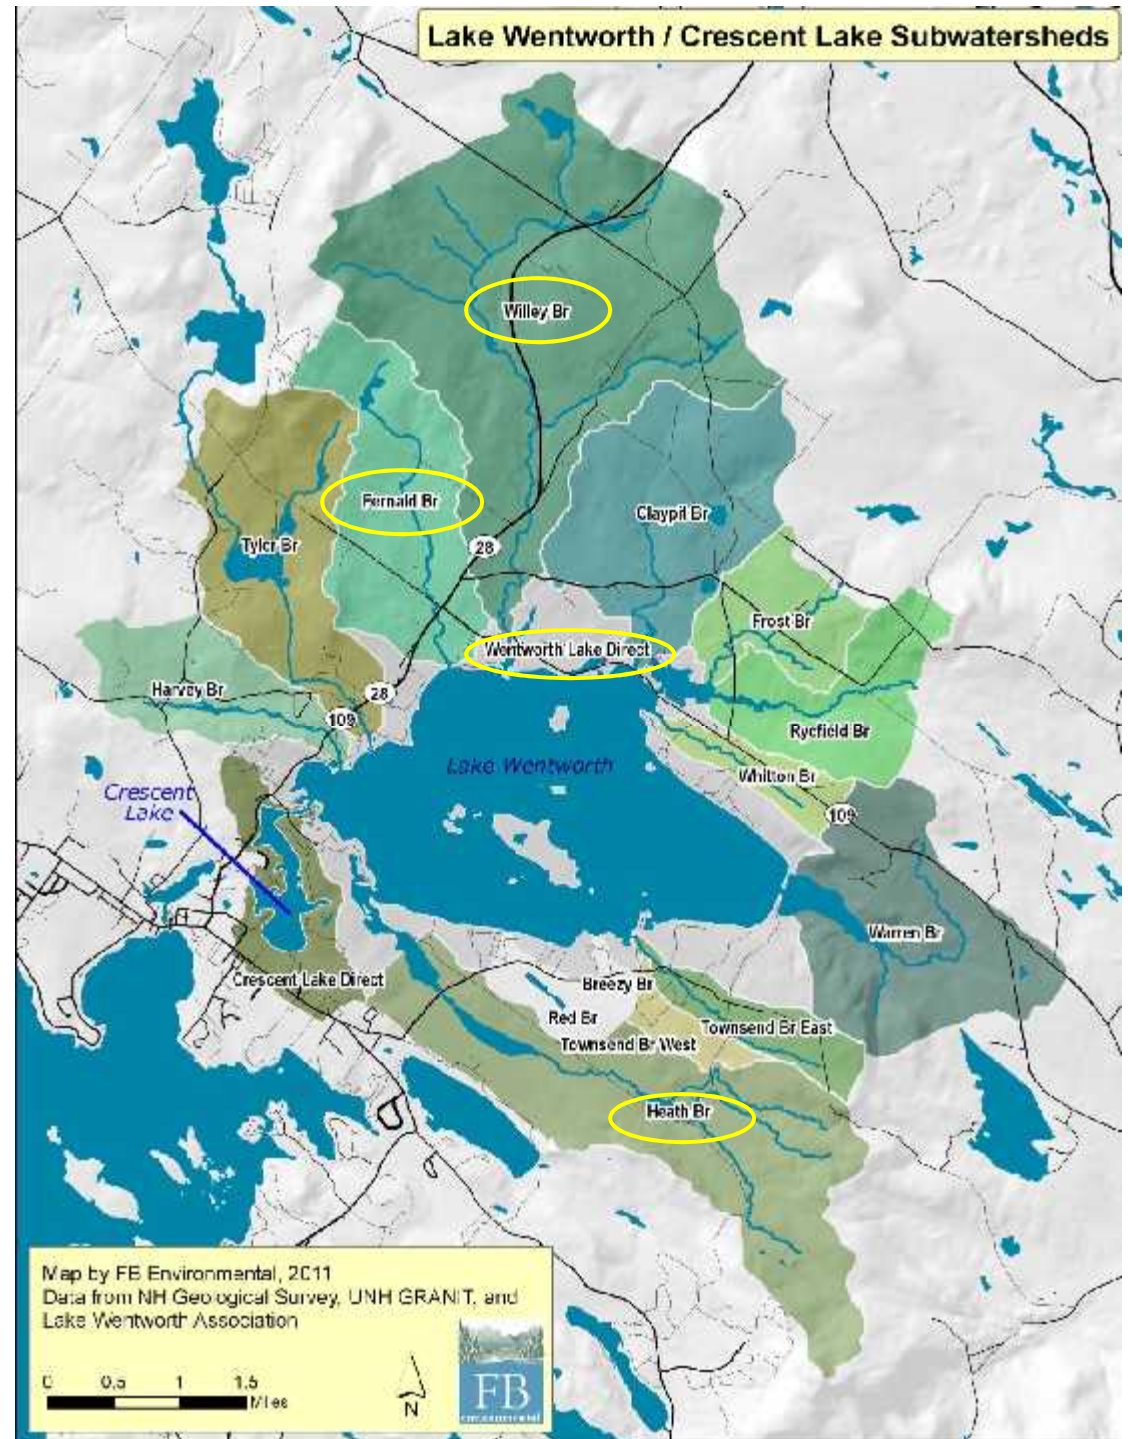 Lake Wentworth / Crescent Lake Subwatersheds
Willey Br
Fernald Br
Claypit Br
28
Tyler Br
Frost Br
Wentworth Lake Direct
Harvey Br
28
109
Ryefield Br
Lake Wentworth
Whitton Br
Crescent
Lake
109
Warren Br
Crescent Lake Direct
Breezy Br
Red Br
Townsend Br East
Townsend Br West
Heath Br
Map by FB Environmental, 2011
Data from NH Geological Survey, UNH GRANIT, and
Lake Wentworth Association
0 0.5 1 1.5
Miles
N
FB
environmental